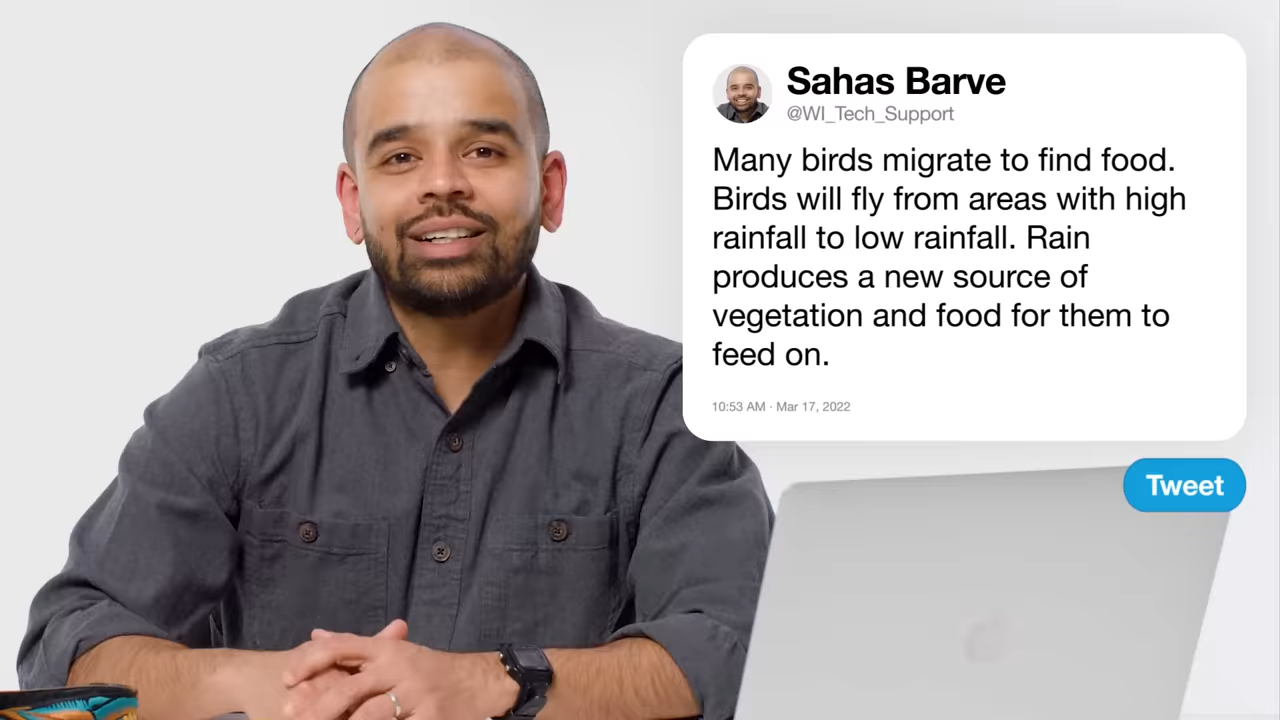 Sahas Barve
@WI_Tech_Support
Many birds migrate to find food.
Birds will fly from areas with high
rainfall to low rainfall. Rain
produces a new source of
vegetation and food for them to
feed on.
10:53 AM · Mar 17, 2022
Tweet